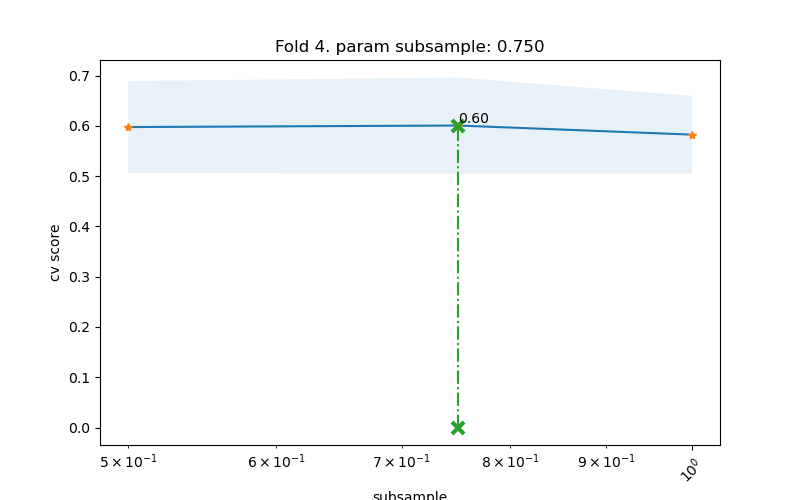 Fold 4. param subsample: 0.750
0.7
0.6
0.5
0.4
0.3
0.2
0.1
0.0
cv score
0.60
5 × 10⁻¹
6 × 10⁻¹
7 × 10⁻¹
8 × 10⁻¹
9 × 10⁻¹
10⁰
subsample